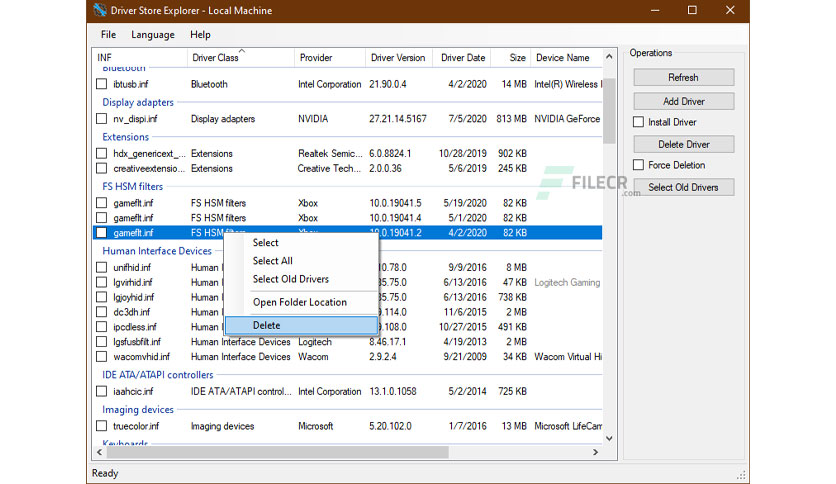 Driver Store Explorer - Local Machine
File Language Help
INF Driver Class Provider Driver Version Driver Date Size Device Name
Bluetooth
ibtusb.inf Bluetooth Intel Corporation 21.90.0.4 4/2/2020 14 MB Intel(R) Wireless
Display adapters
nv_dispi.inf Display adapters NVIDIA 27.21.14.5167 7/5/2020 813 MB NVIDIA GeForce
Extensions
hdx_genericext_... Extensions Realtek Semic... 6.0.8824.1 10/28/2019 902 KB
creativeextension... Extensions Creative Tech... 2.0.0.36 5/6/2019 245 KB
FS HSM filters
gameflt.inf FS HSM filters Xbox 10.0.19041.5 5/19/2020 82 KB
gameflt.inf FS HSM filters Xbox 10.0.19041.4 5/1/2020 82 KB
gameflt.inf FS HSM filters Xbox 10.0.19041.2 4/2/2020 82 KB
Human Interface Devices
unifhid.inf Human 10.78.0 9/9/2016 8 MB
lgvirhid.inf Human 85.75.0 6/13/2016 47 KB Logitech Gaming
lgjoyhid.inf Human 85.75.0 6/13/2016 738 KB
dc3dh.inf Human 9.114.0 11/6/2015 2 MB
ipcdless.inf Human 9.108.0 10/27/2015 491 KB
lgsfusbfilt.inf Human Interface Devices Logitech 8.46.17.1 4/19/2013 2 MB
wacomvhid.inf Human Interface Devices Wacom 2.9.2.4 9/21/2009 34 KB Wacom Virtual Hi
IDE ATA/ATAPI controllers
iaahcic.inf IDE ATA/ATAPI control... Intel Corporation 13.1.0.1058 5/2/2014 725 KB
Imaging devices
truecolor.inf Imaging devices Microsoft 5.20.102.0 1/7/2016 13 MB Microsoft LifeCam
Keyboards
Select
Select All
Select Old Drivers
Open Folder Location
Delete
Operations
Refresh
Add Driver
Install Driver
Delete Driver
Force Deletion
Select Old Drivers
FILECR
.com
Ready